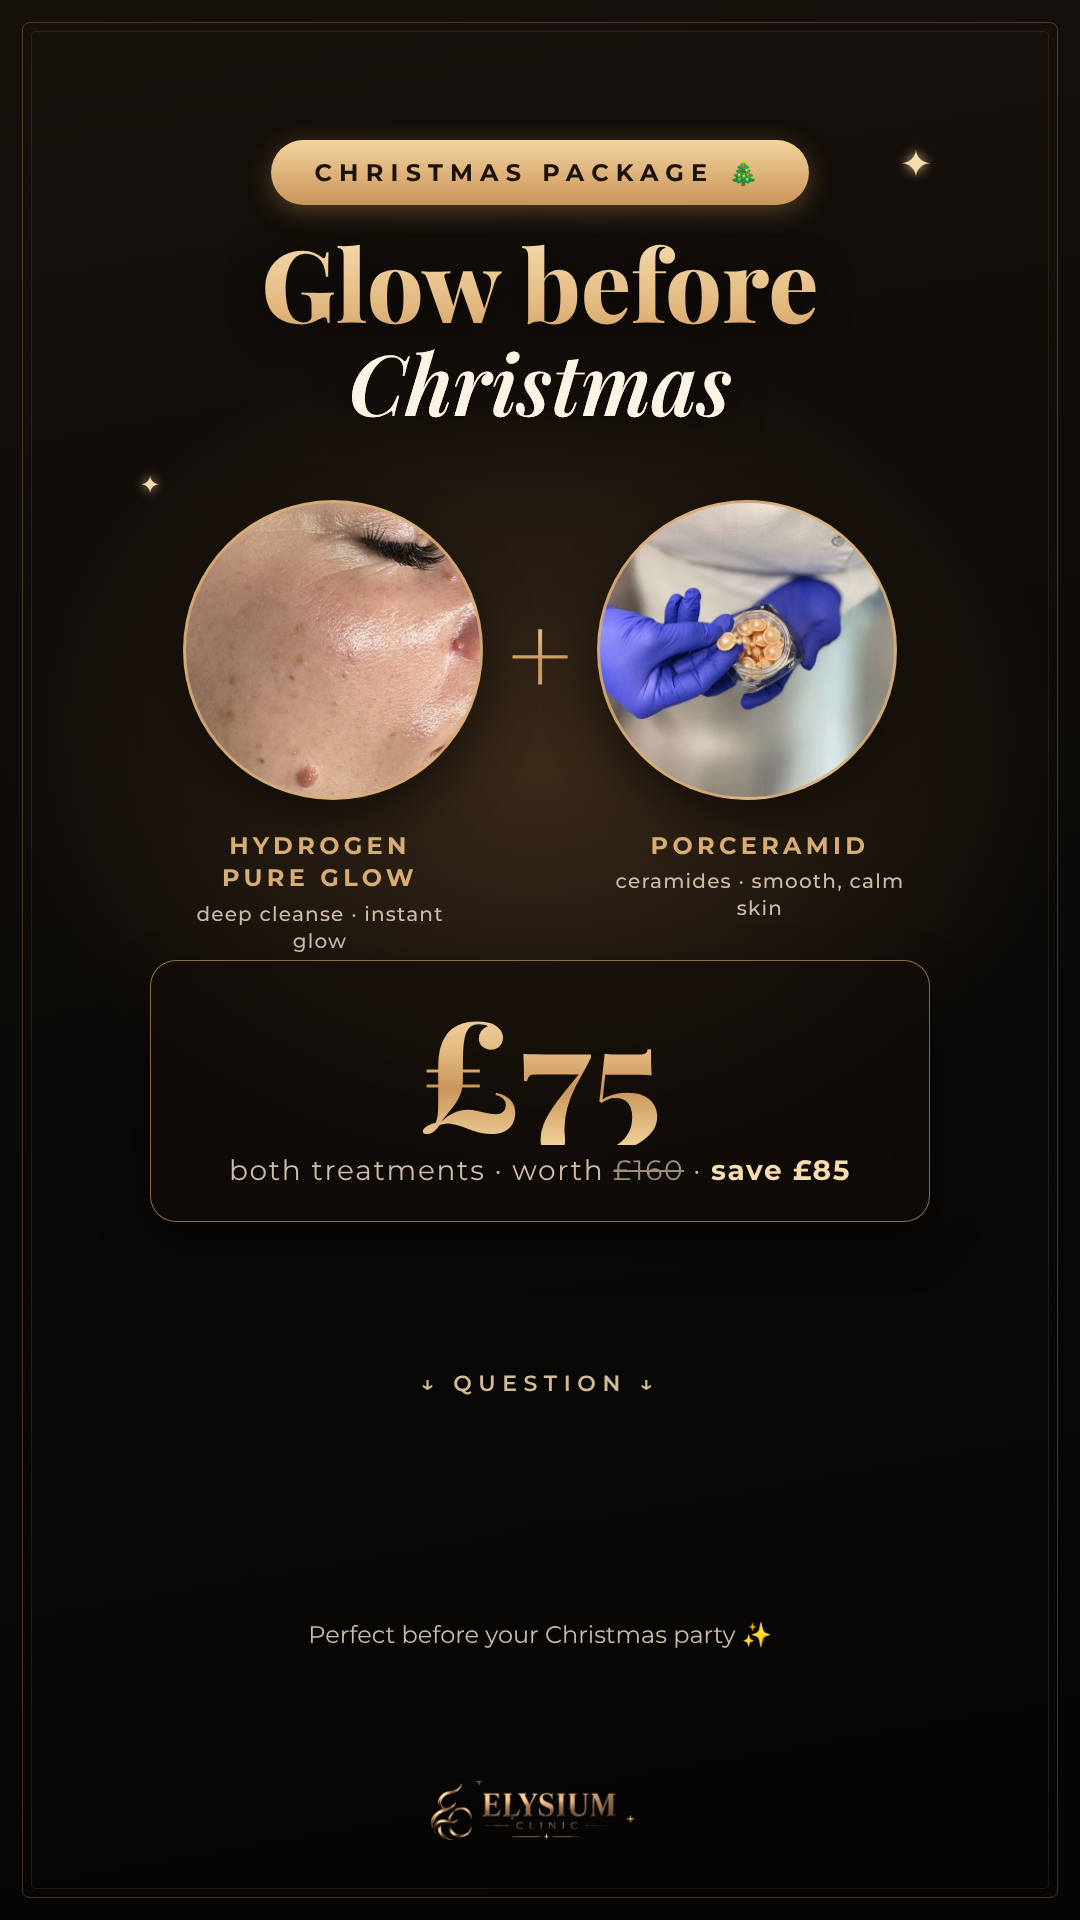 CHRISTMAS PACKAGE 🎄
Glow before
Christmas
HYDROGEN
PURE GLOW
deep cleanse · instant
glow
PORCERAMID
ceramides · smooth, calm
skin
£75
both treatments · worth £160 · save £85
↓ QUESTION ↓
Perfect before your Christmas party ✨
ELYSIUM
CLINIC